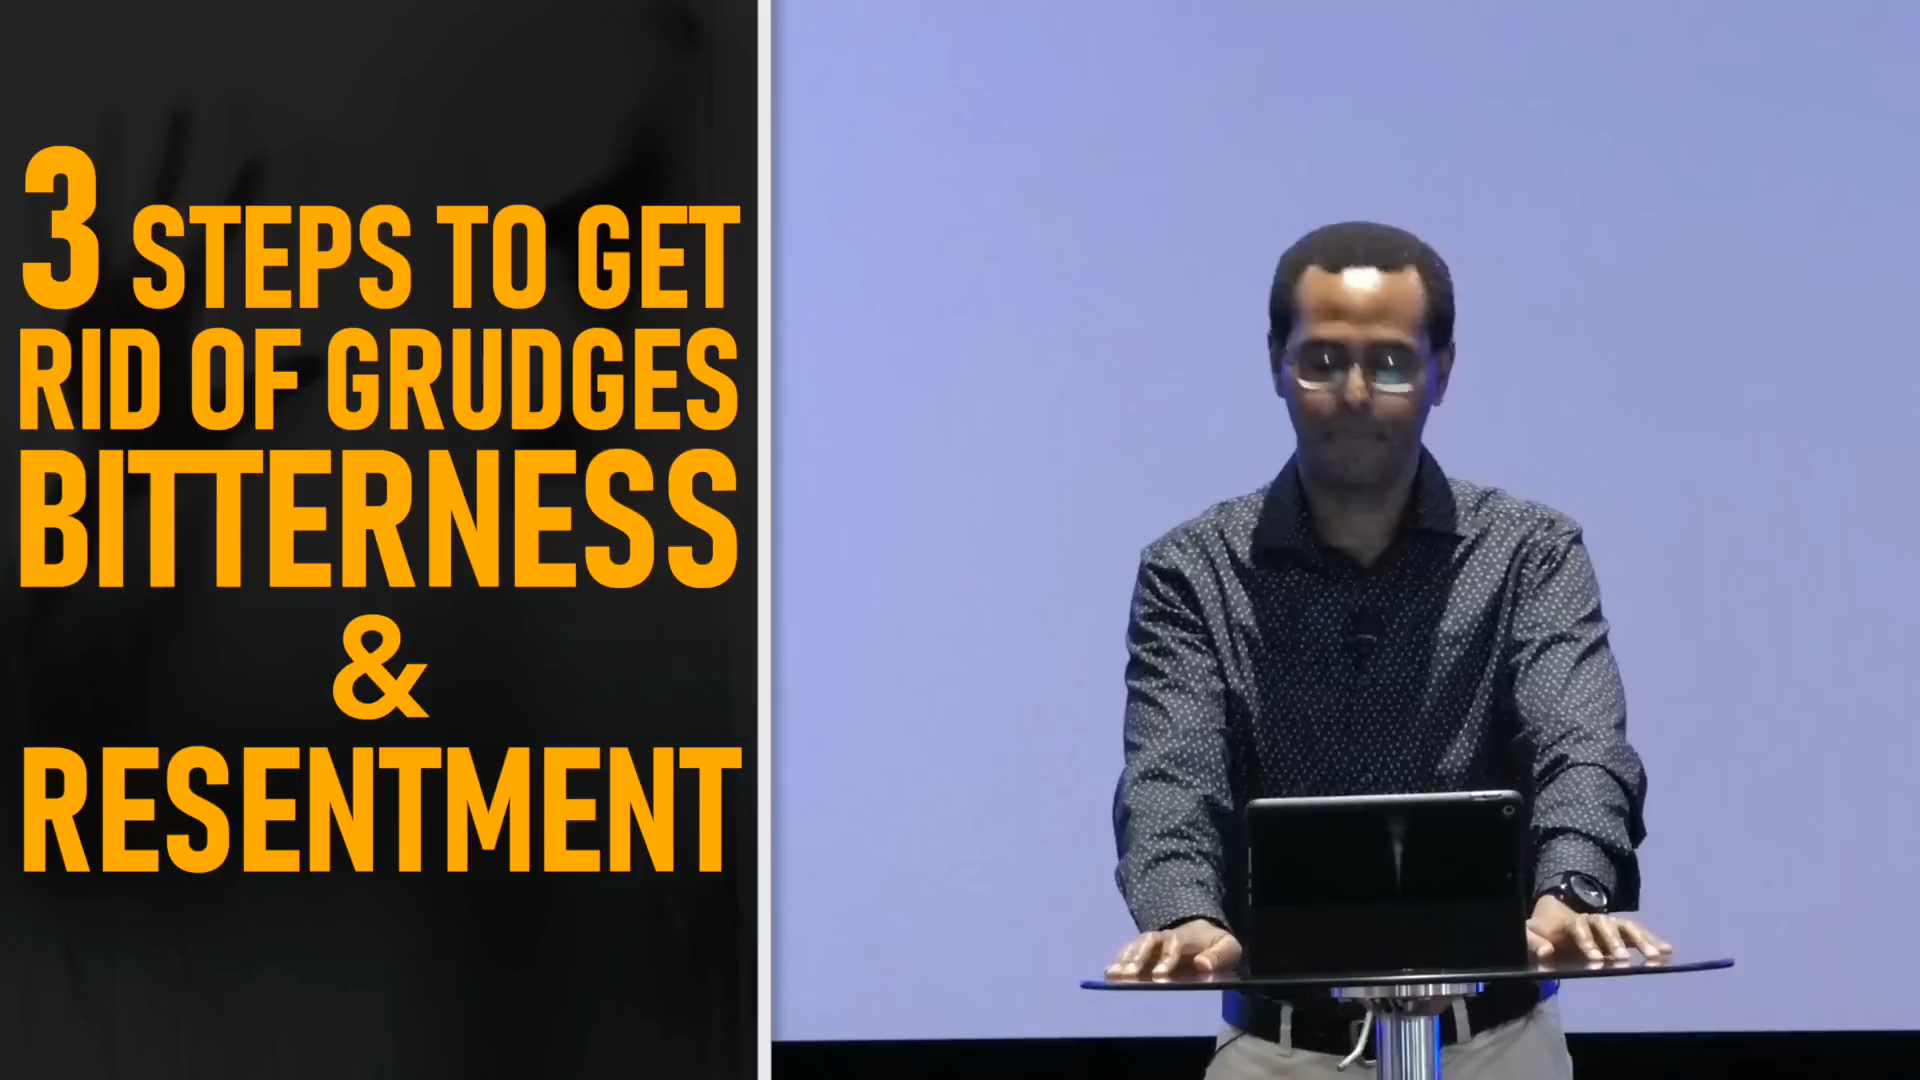 3 STEPS TO GET
RID OF GRUDGES
BITTERNESS
&
RESENTMENT